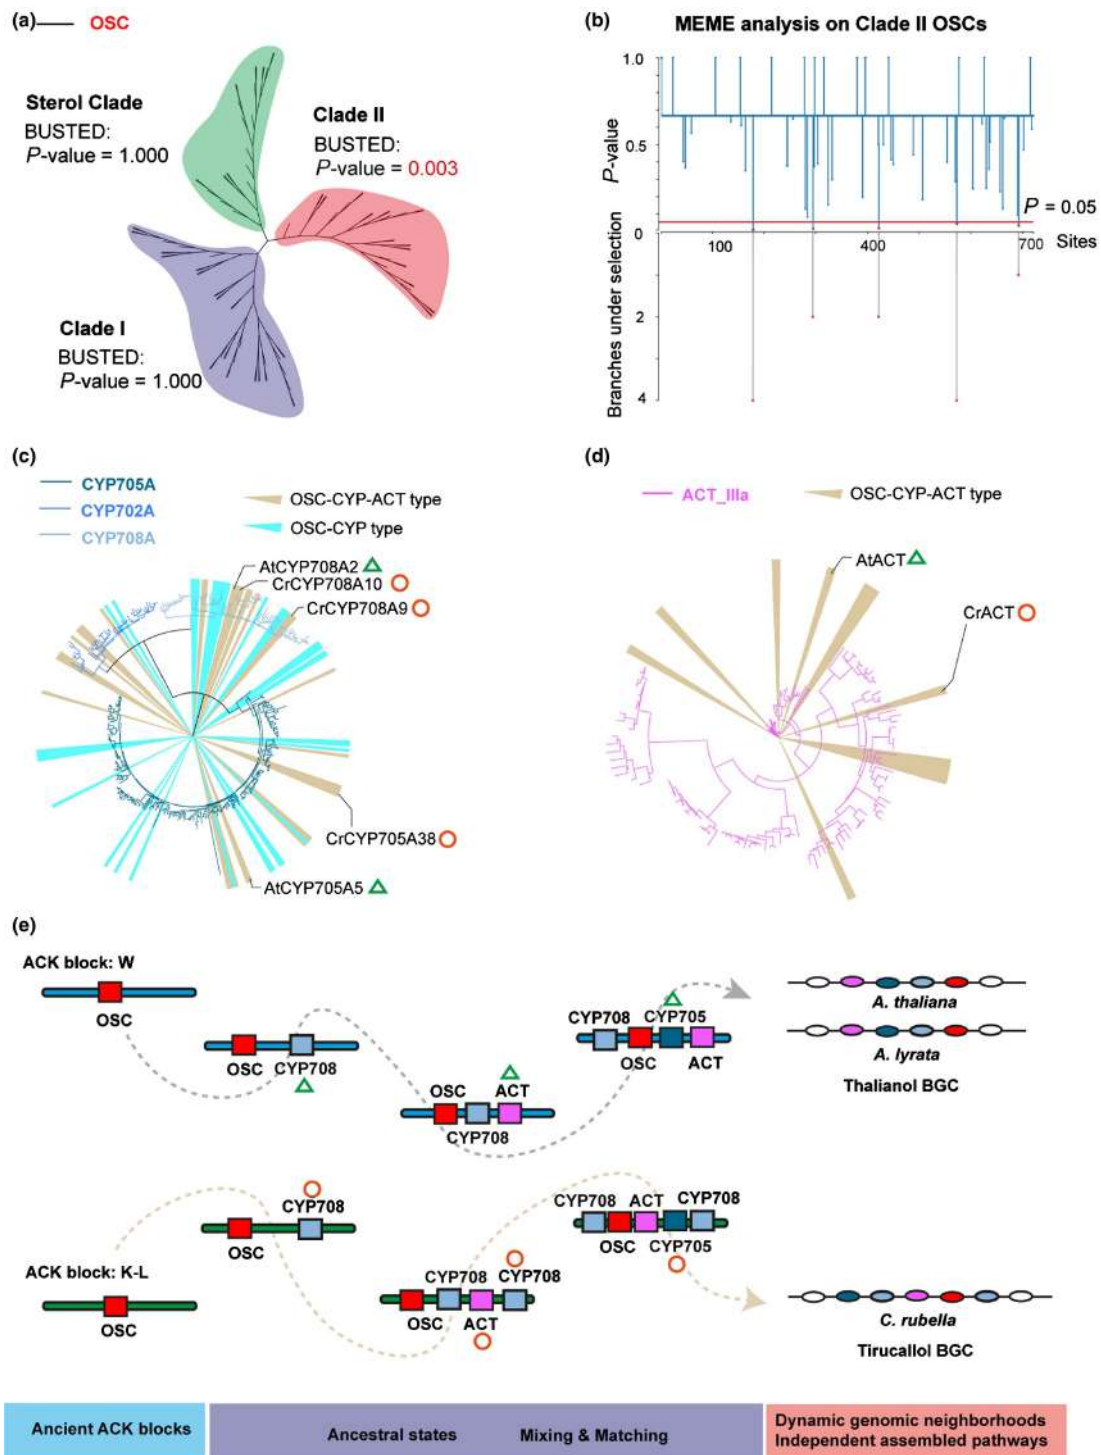 (a)
OSC
Sterol Clade
BUSTED:
P-value = 1.000
Clade II
BUSTED:
P-value = 0.003
Clade I
BUSTED:
P-value = 1.000
(b)
MEME analysis on Clade II OSCs
1.0
0.5
0
P-value
P = 0.05
100
400
700
Sites
Branches under selection
2
4
(c)
CYP705A
CYP702A
CYP708A
OSC-CYP-ACT type
OSC-CYP type
AtCYP708A2
CrCYP708A10
CrCYP708A9
CrCYP705A38
AtCYP705A5
(d)
ACT_IIIa
OSC-CYP-ACT type
AtACT
CrACT
(e)
ACK block: W
OSC
OSC CYP708
OSC ACT
CYP708
CYP708 CYP705
OSC ACT
A. thaliana
A. lyrata
Thalianol BGC
ACK block: K-L
OSC
CYP708
OSC
CYP708 CYP708
OSC ACT
CYP708 ACT CYP708
OSC CYP705
C. rubella
Tirucallol BGC
Ancient ACK blocks
Ancestral states Mixing & Matching
Dynamic genomic neighborhoods
Independent assembled pathways